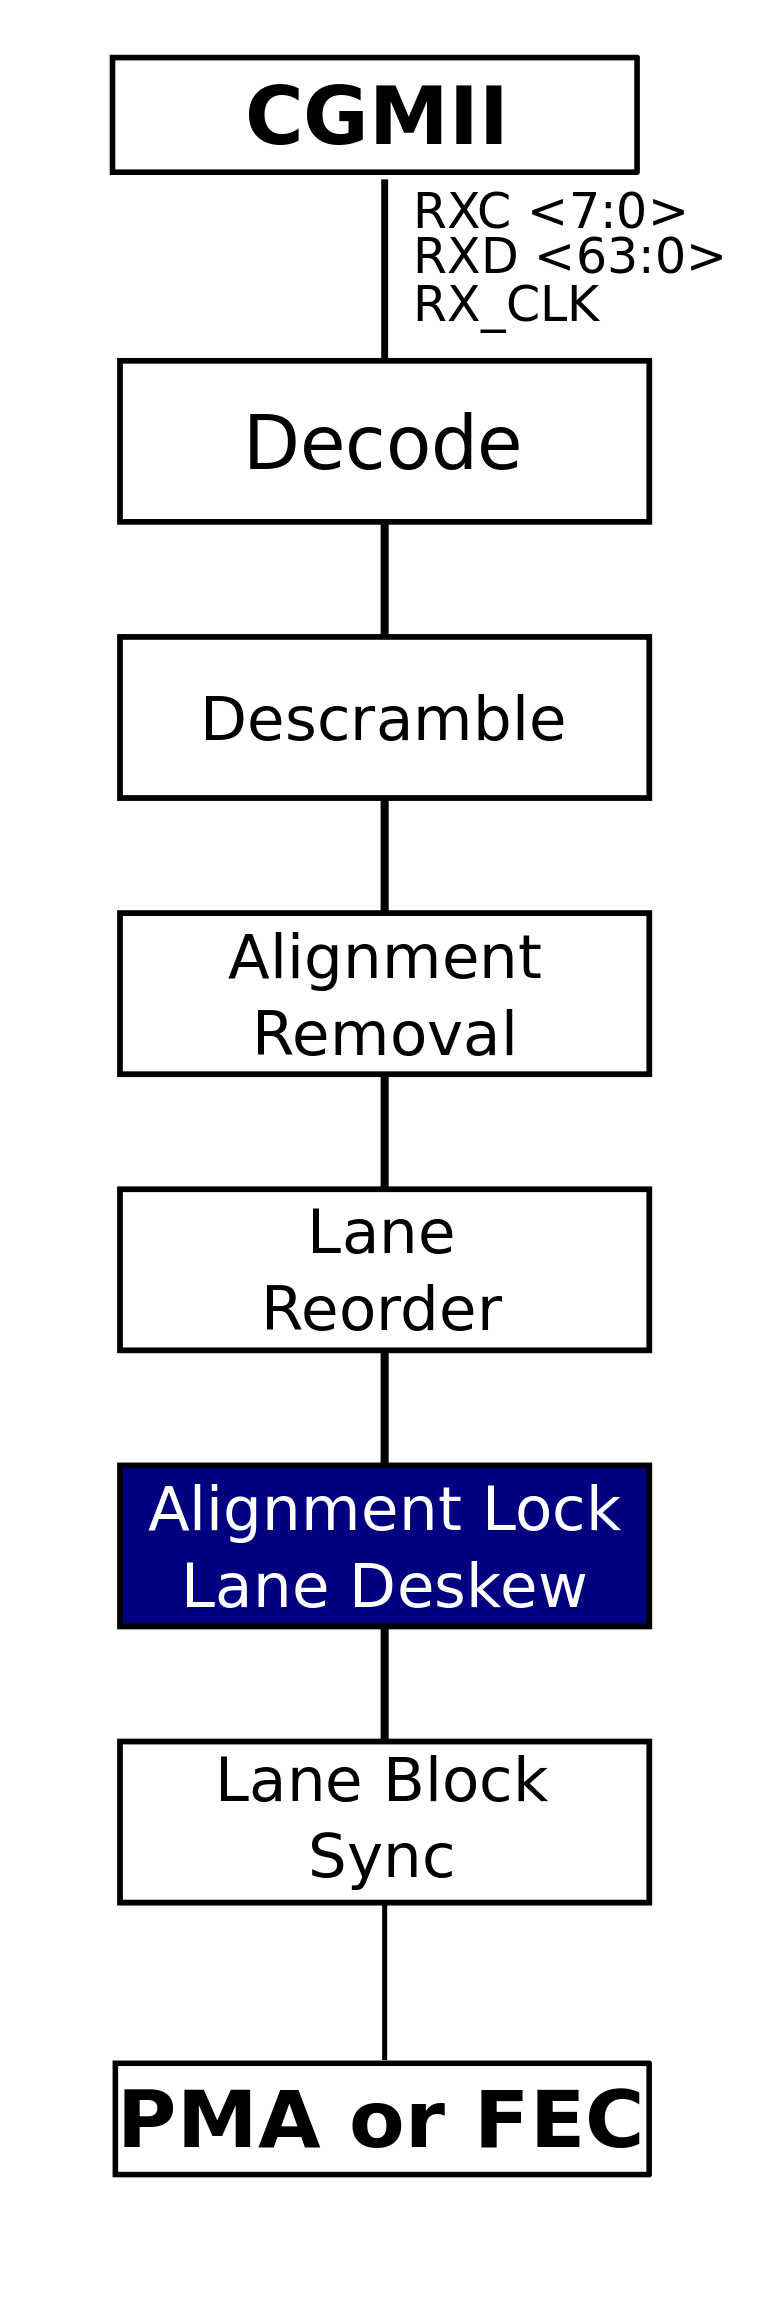 CGMII
RXC <7:0>
RXD <63:0>
RX_CLK
Decode
Descramble
Alignment
Removal
Lane
Reorder
Alignment Lock
Lane Deskew
Lane Block
Sync
PMA or FEC